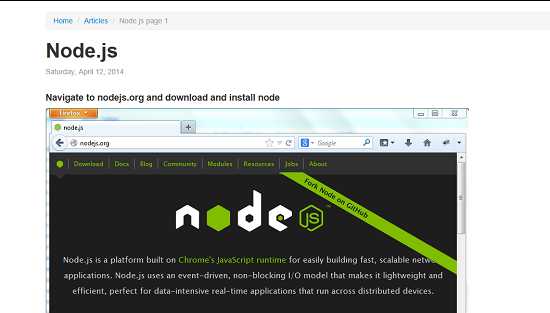 Home / Articles / Node.js page 1
Node.js
Saturday, April 12, 2014
Navigate to nodejs.org and download and install node
Firefox
node.js
nodejs.org
Google
Download Docs Blog Community Modules Resources Jobs About
Fork Node on GitHub
node JS ™
Node.js is a platform built on Chrome's JavaScript runtime for easily building fast, scalable network
applications. Node.js uses an event-driven, non-blocking I/O model that makes it lightweight and
efficient, perfect for data-intensive real-time applications that run across distributed devices.